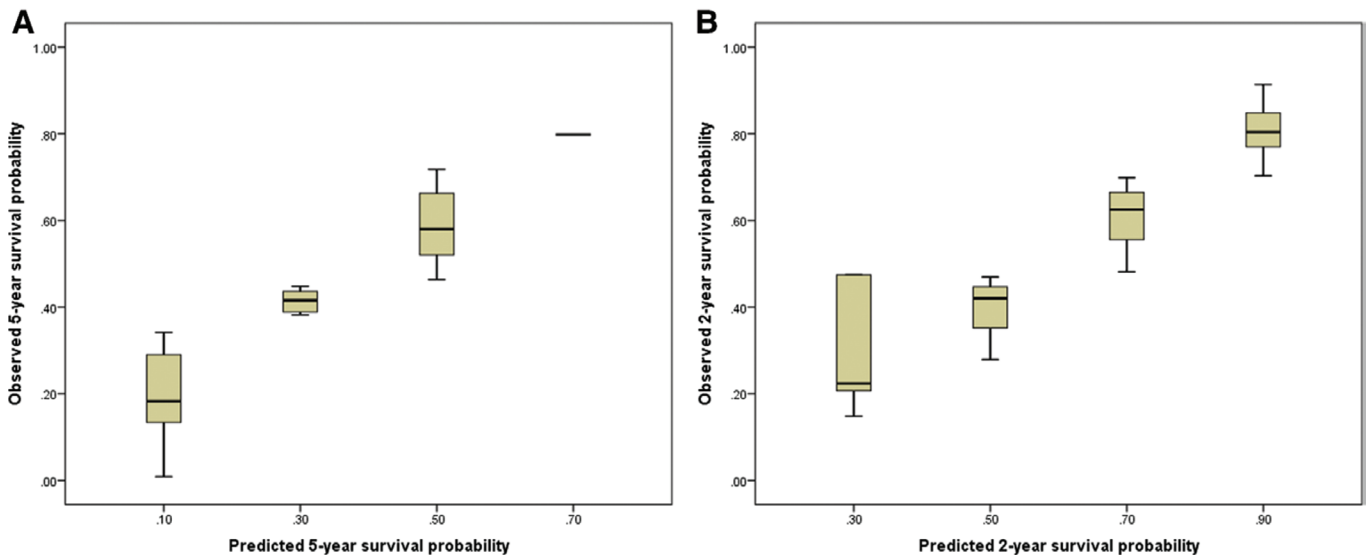 A
B
Observed 5-year survival probability
1.00
.80
.60
.40
.20
.00
.10 .30 .50 .70
Predicted 5-year survival probability
Observed 2-year survival probability
1.00
.80
.60
.40
.20
.00
.30 .50 .70 .90
Predicted 2-year survival probability